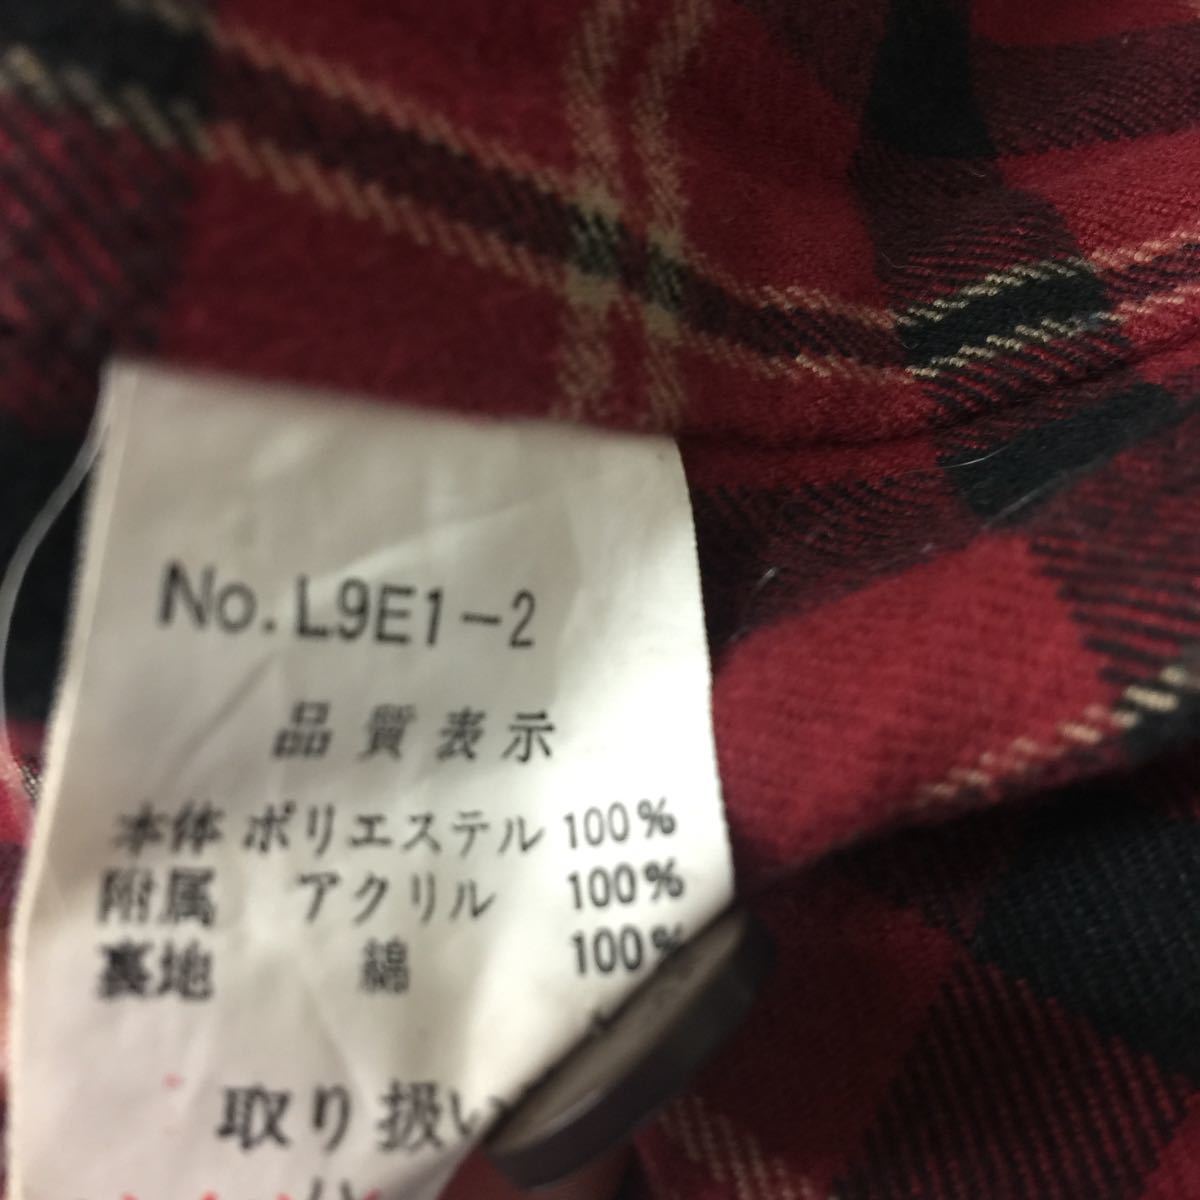 No.L9E1-2
品質表示
本体 ポリエステル 100%
附属 アクリル 100%
裏地 綿 100%
取り扱い